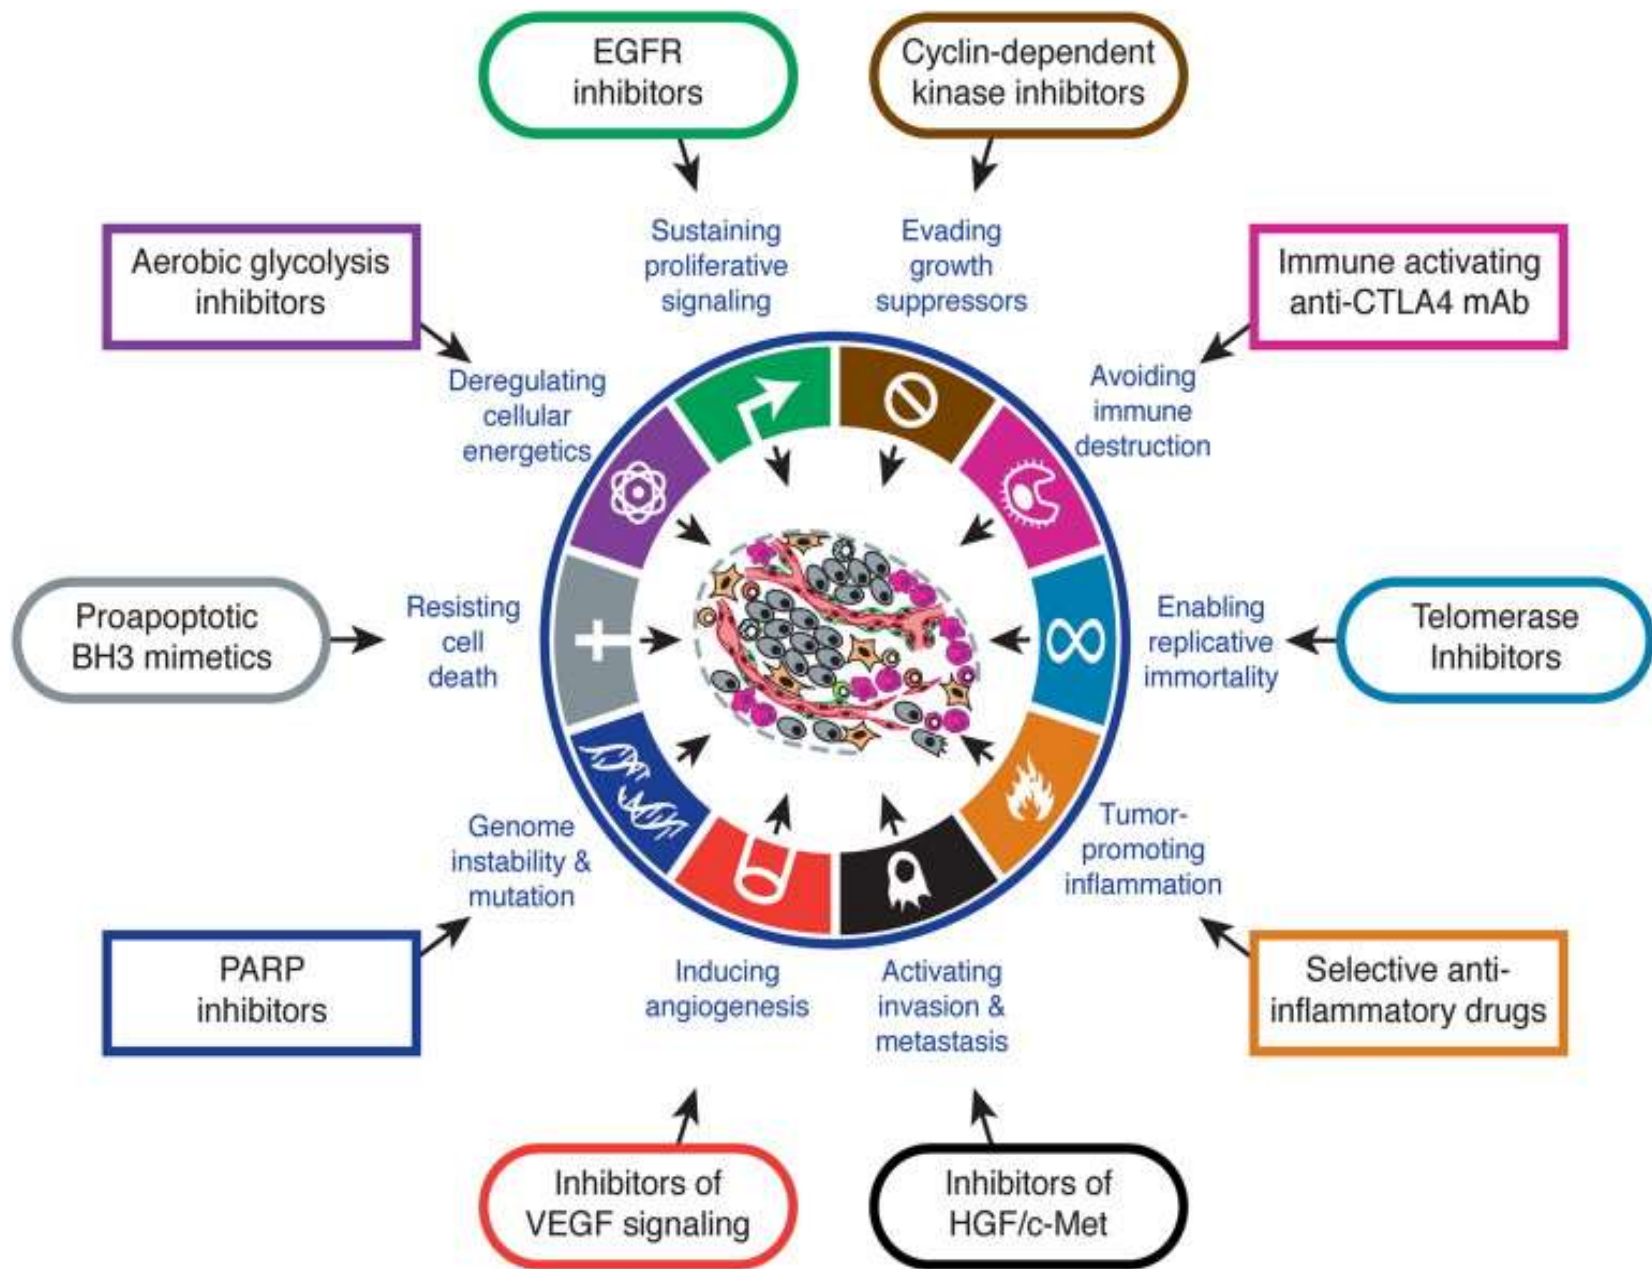 EGFR
inhibitors
Cyclin-dependent
kinase inhibitors
Sustaining
proliferative
signaling
Evading
growth
suppressors
Aerobic glycolysis
inhibitors
Immune activating
anti-CTLA4 mAb
Deregulating
cellular
energetics
Avoiding
immune
destruction
Proapoptotic
BH3 mimetics
Resisting
cell
death
Enabling
replicative
immortality
Telomerase
Inhibitors
Genome
instability &
mutation
Tumor-
promoting
inflammation
PARP
inhibitors
Inducing
angiogenesis
Activating
invasion &
metastasis
Selective anti-
inflammatory drugs
Inhibitors of
VEGF signaling
Inhibitors of
HGF/c-Met